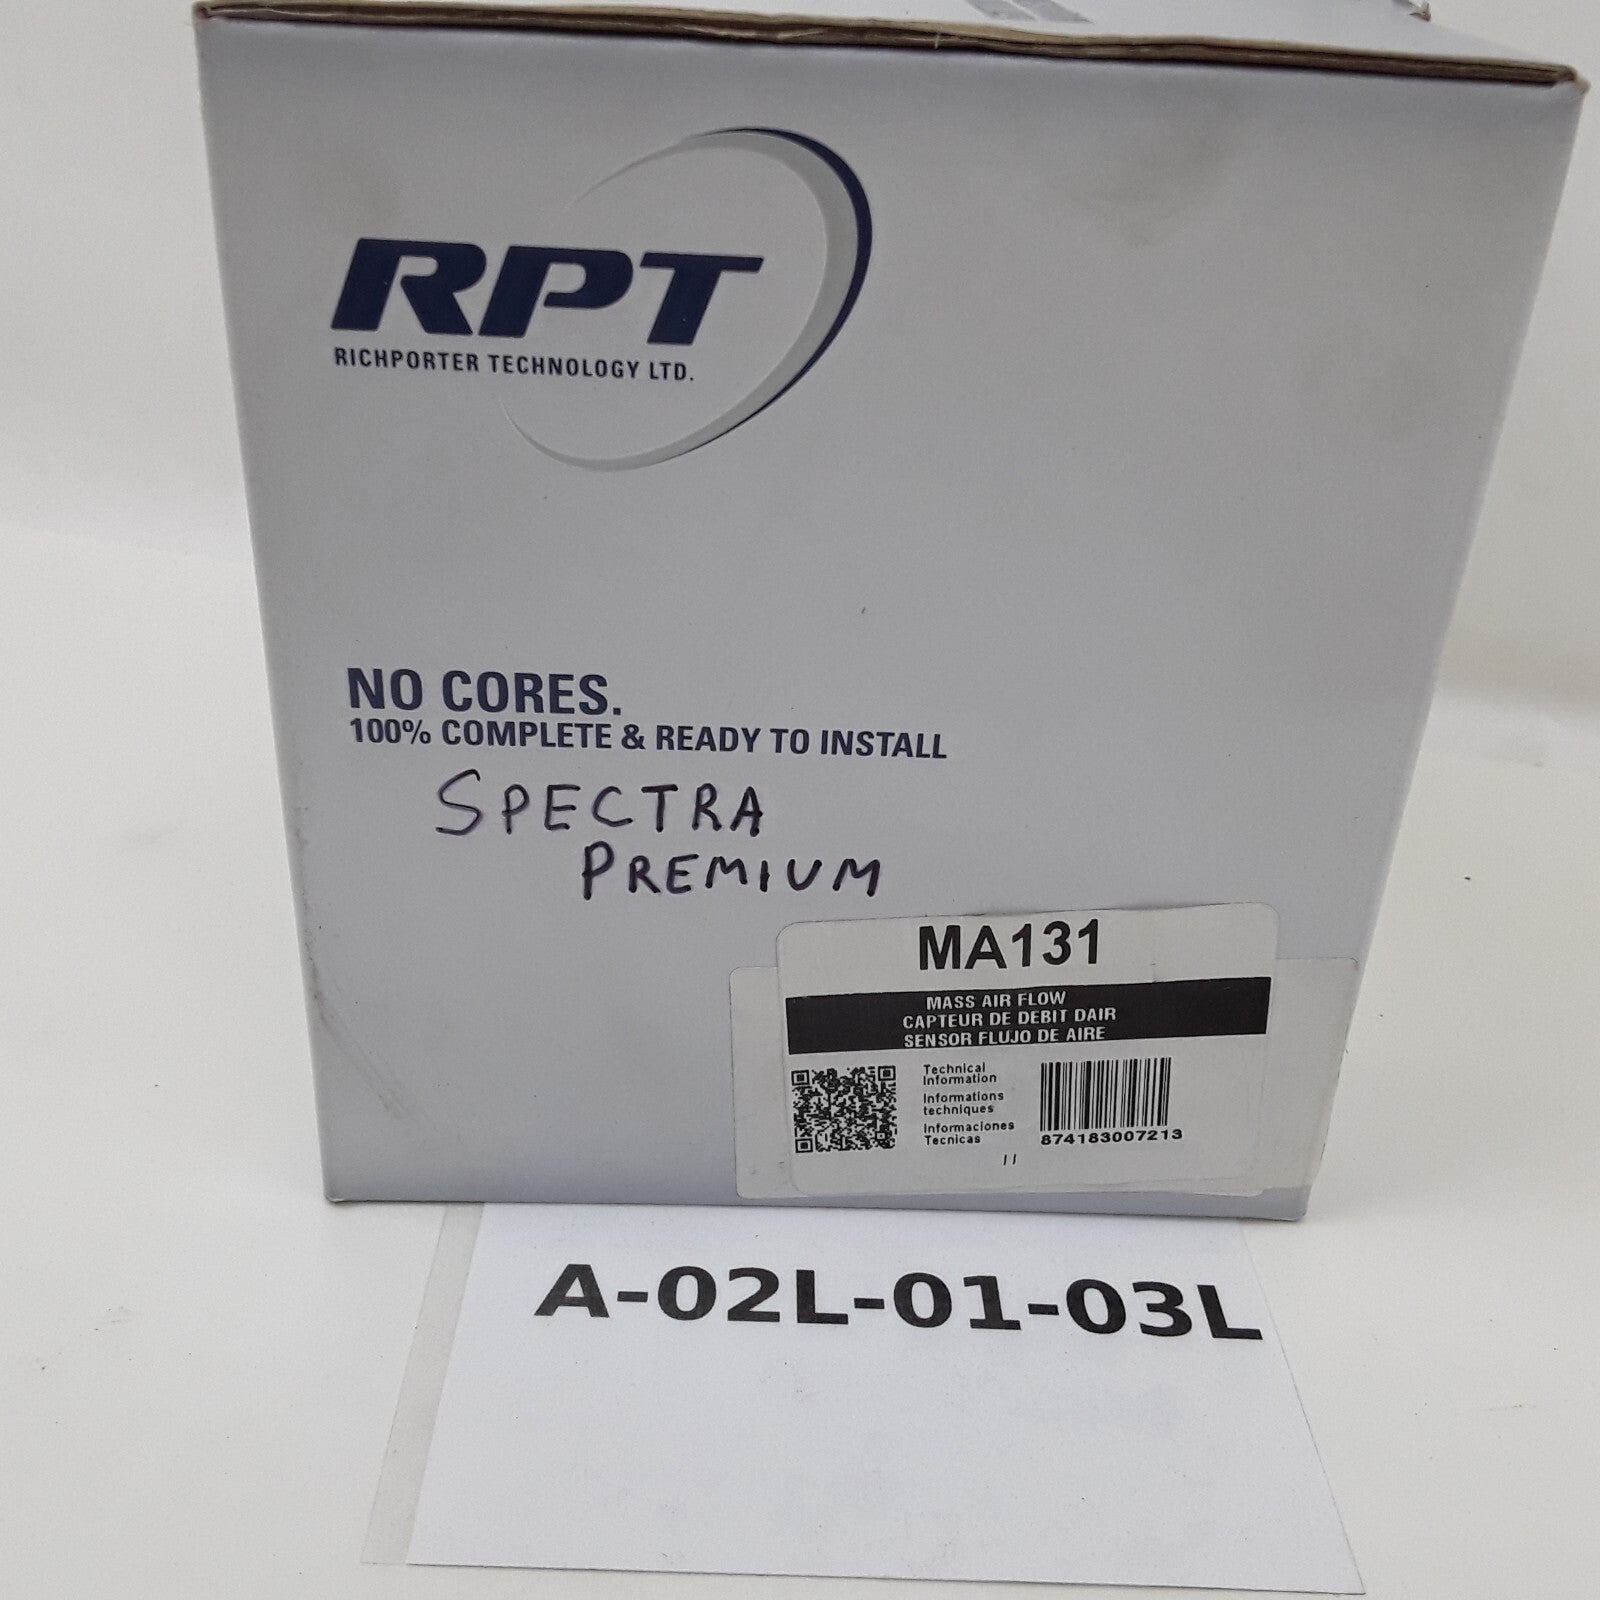 RPT
RICHPORTER TECHNOLOGY LTD.
NO CORES.
100% COMPLETE & READY TO INSTALL
SPECTRA
PREMIUM
MA131
MASS AIR FLOW
CAPTEUR DE DEBIT DAIR
SENSOR FLUJO DE AIRE
Technical
Information
Informations
techniques
Informaciones
Tecnicas
874183007213
11
A-02L-01-03L